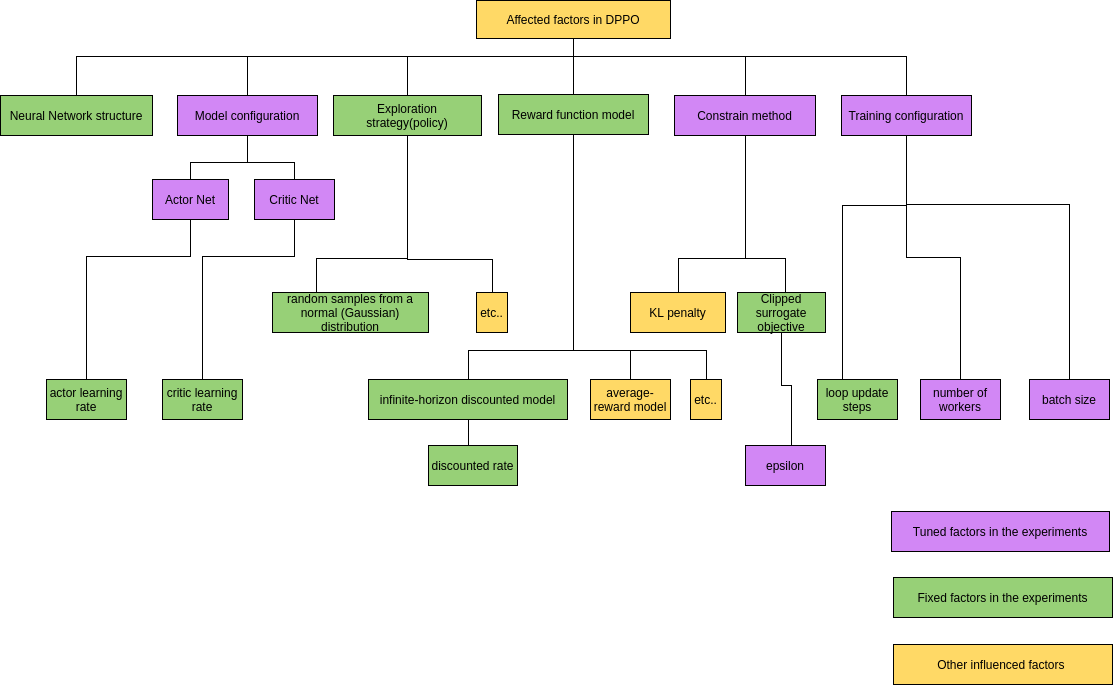 Affected factors in DPPO
Neural Network structure
Model configuration
Exploration
strategy(policy)
Reward function model
Constrain method
Training configuration
Actor Net
Critic Net
random samples from a
normal (Gaussian)
distribution
etc..
KL penalty
Clipped
surrogate
objective
actor learning
rate
critic learning
rate
infinite-horizon discounted model
average-
reward model
etc..
loop update
steps
number of
workers
batch size
discounted rate
epsilon
Tuned factors in the experiments
Fixed factors in the experiments
Other influenced factors